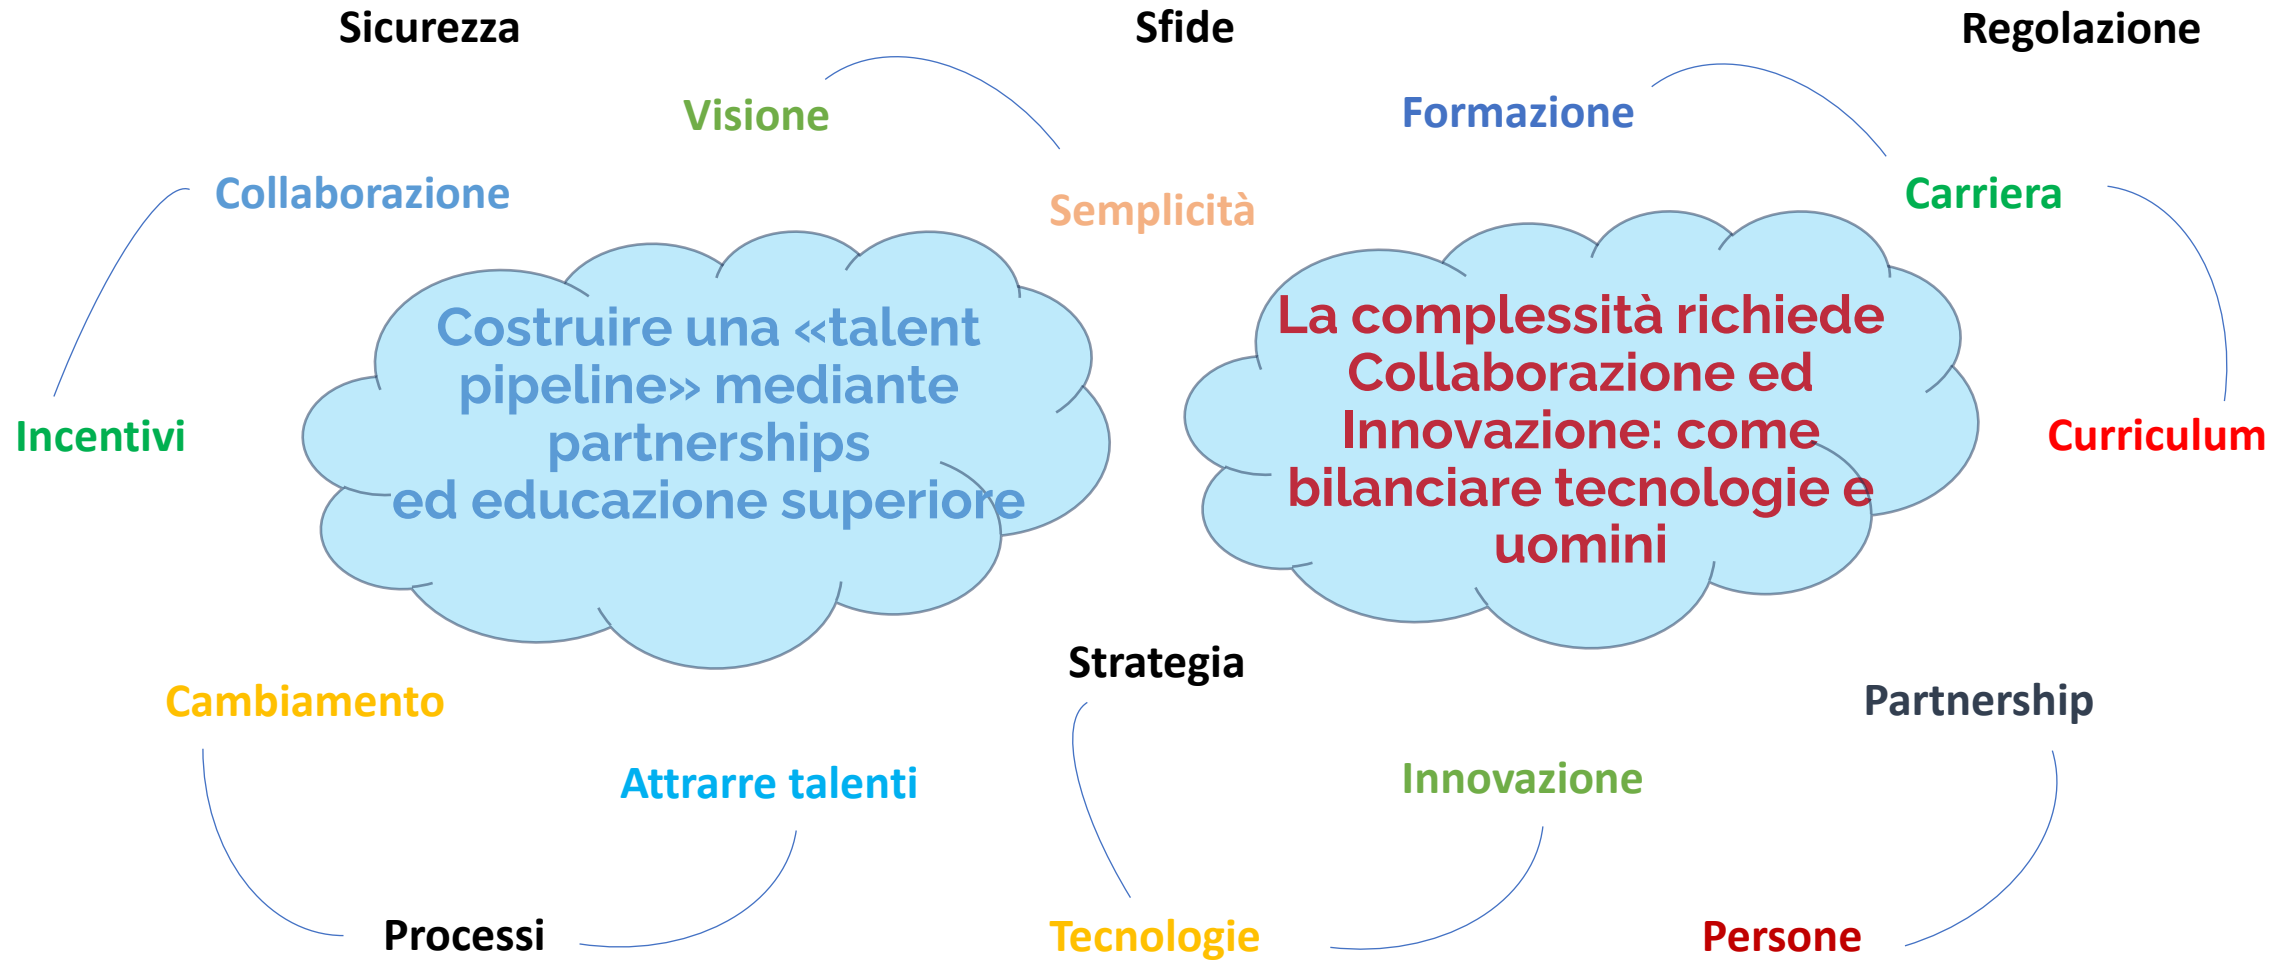 Sicurezza
Sfide
Regolazione
Visione
Formazione
Collaborazione
Semplicità
Carriera
Costruire una «talent
pipeline» mediante
partnerships
ed educazione superiore
La complessità richiede
Collaborazione ed
Innovazione: come
bilanciare tecnologie e
uomini
Incentivi
Curriculum
Strategia
Cambiamento
Partnership
Attrarre talenti
Innovazione
Processi
Tecnologie
Persone